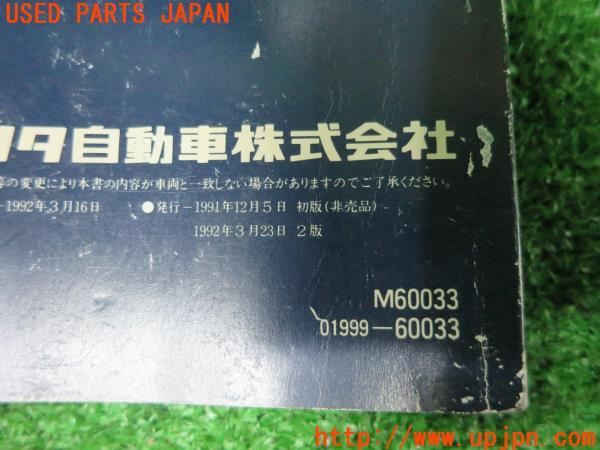 USED PARTS JAPAN
タ自動車株式会社
等の変更により本書の内容が車両と一致しない場合がありますのでご了承ください。
－1992年3月16日 ●発行－1991年12月5日 初版（非売品）
1992年3月23日 2版
M60033
01999－60033
http://www.upjpn.com/